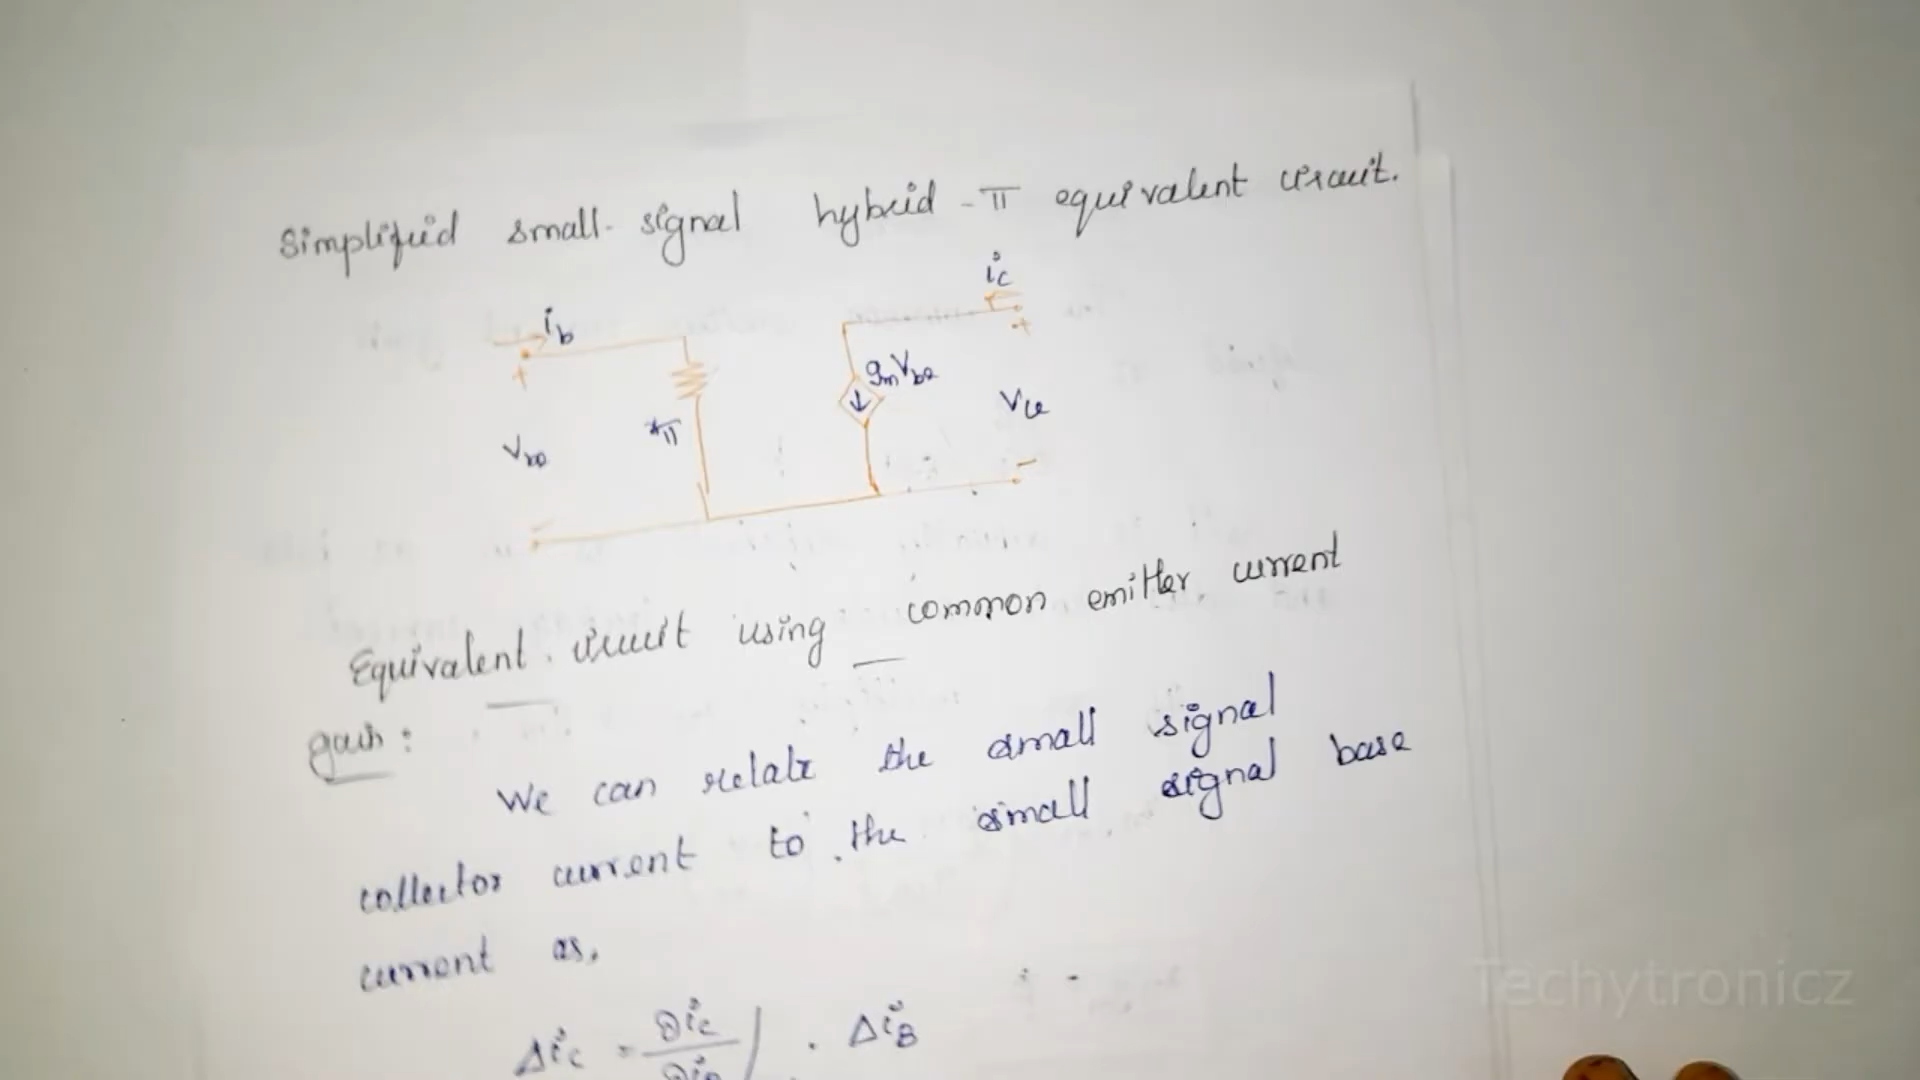 Simplified small-signal hybrid-π equivalent circuit.
ic
ib
+
+
gmVbe
Vce
rπ
Vbe
-
-
Equivalent circuit using common emitter current
gain:
We can relate the small signal
collector current to the small signal base
current as,
Δic = ∂ic/∂iB | . ΔiB
Techytronicz